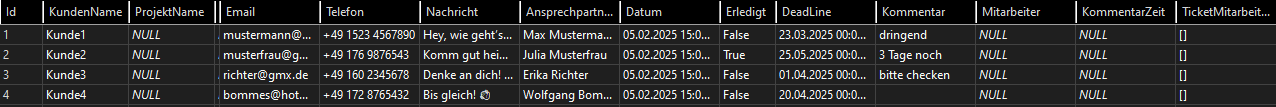 Id KundenName ProjektName Email Telefon Nachricht Ansprechpartn... Datum Erledigt DeadLine Kommentar Mitarbeiter KommentarZeit TicketMitarbeit...
1 Kunde1 NULL mustermann@... +49 1523 4567890 Hey, wie geht's... Max Musterma... 05.02.2025 15:0... False 23.03.2025 00:0... dringend NULL NULL []
2 Kunde2 NULL musterfrau@g... +49 176 9876543 Komm gut hei... Julia Musterfrau 05.02.2025 15:0... True 25.05.2025 00:0... 3 Tage noch NULL NULL []
3 Kunde3 NULL richter@gmx.de +49 160 2345678 Denke an dich! ... Erika Richter 05.02.2025 15:0... False 01.04.2025 00:0... bitte checken NULL NULL []
4 Kunde4 NULL bommes@hot... +49 172 8765432 Bis gleich! Wolfgang Bom... 05.02.2025 15:0... False 20.04.2025 00:0... NULL NULL []